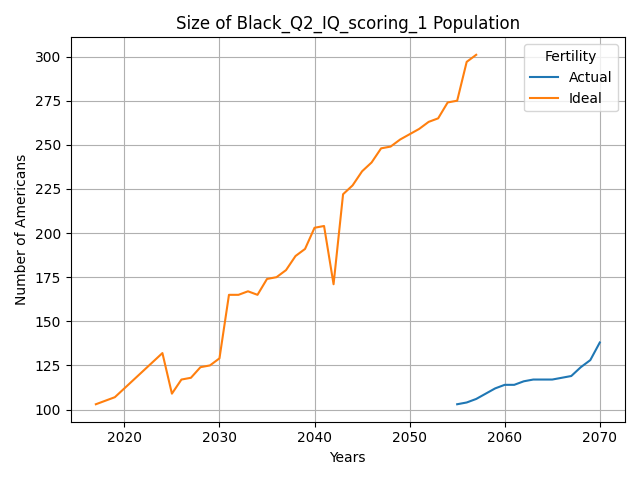 Size of Black_Q2_IQ_scoring_1 Population
Number of Americans
300
275
250
225
200
175
150
125
100
Fertility
Actual
Ideal
2020 2030 2040 2050 2060 2070
Years